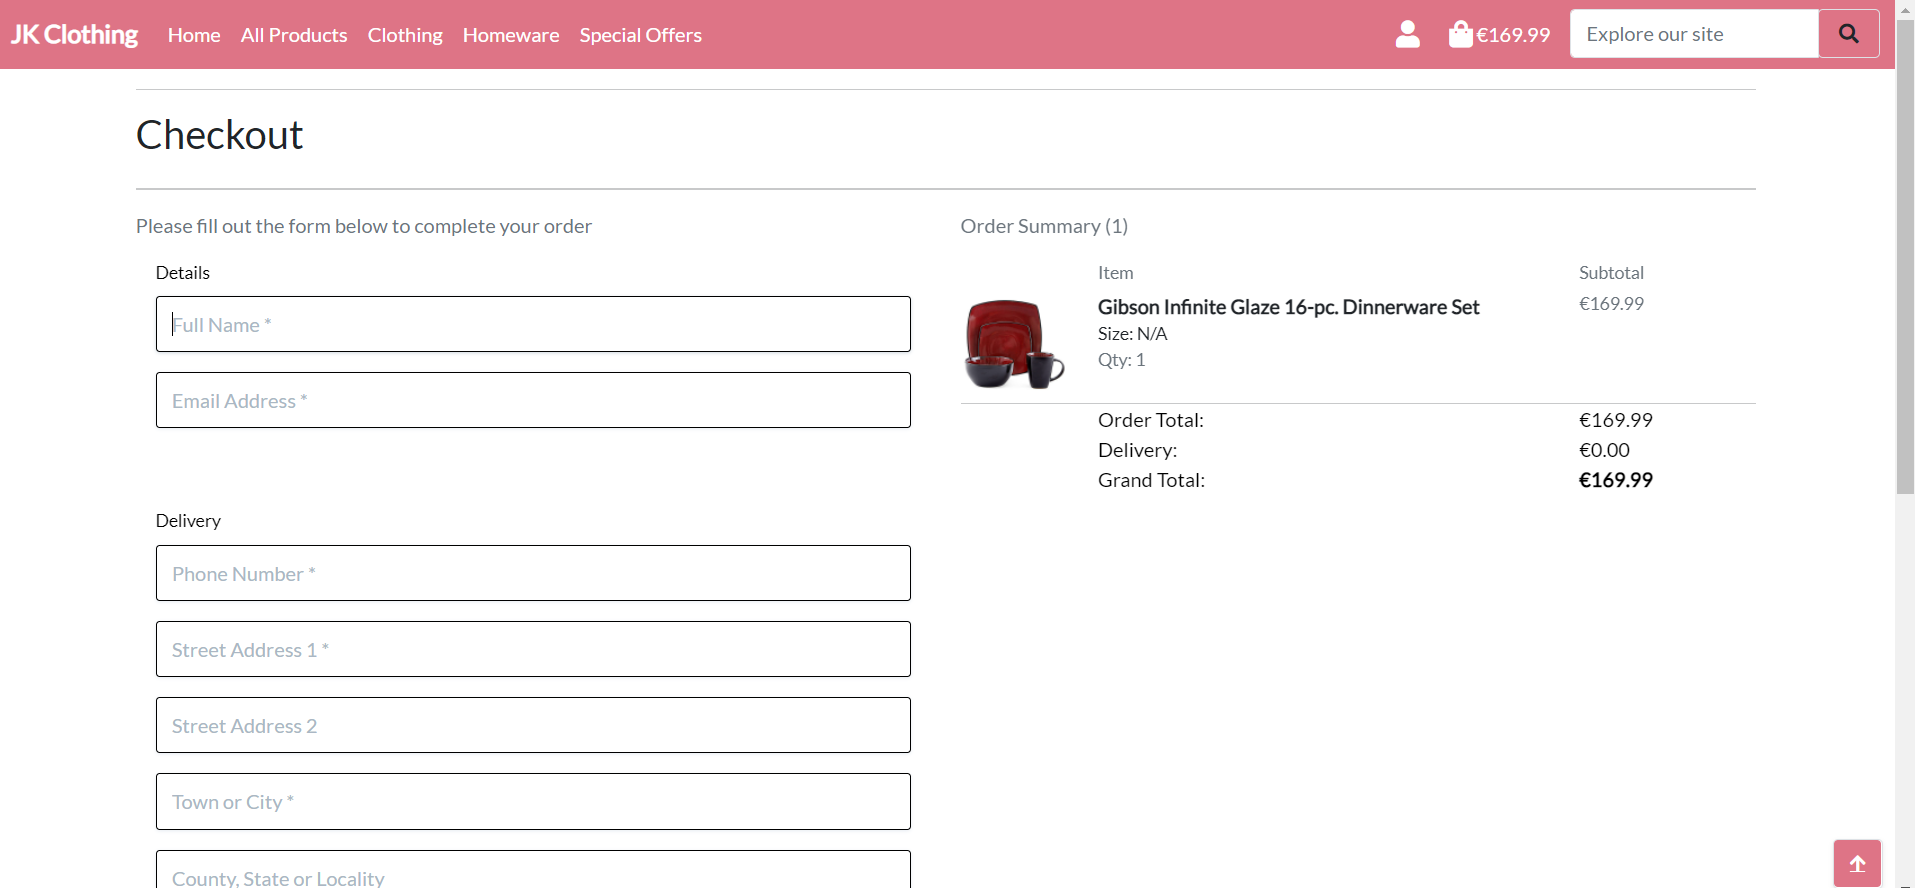 JK Clothing Home All Products Clothing Homeware Special Offers €169.99 Explore our site
Checkout
Please fill out the form below to complete your order
Details
Full Name *
Email Address *
Delivery
Phone Number *
Street Address 1 *
Street Address 2
Town or City *
County, State or Locality
Order Summary (1)
Item Subtotal
Gibson Infinite Glaze 16-pc. Dinnerware Set €169.99
Size: N/A
Qty: 1
Order Total: €169.99
Delivery: €0.00
Grand Total: €169.99